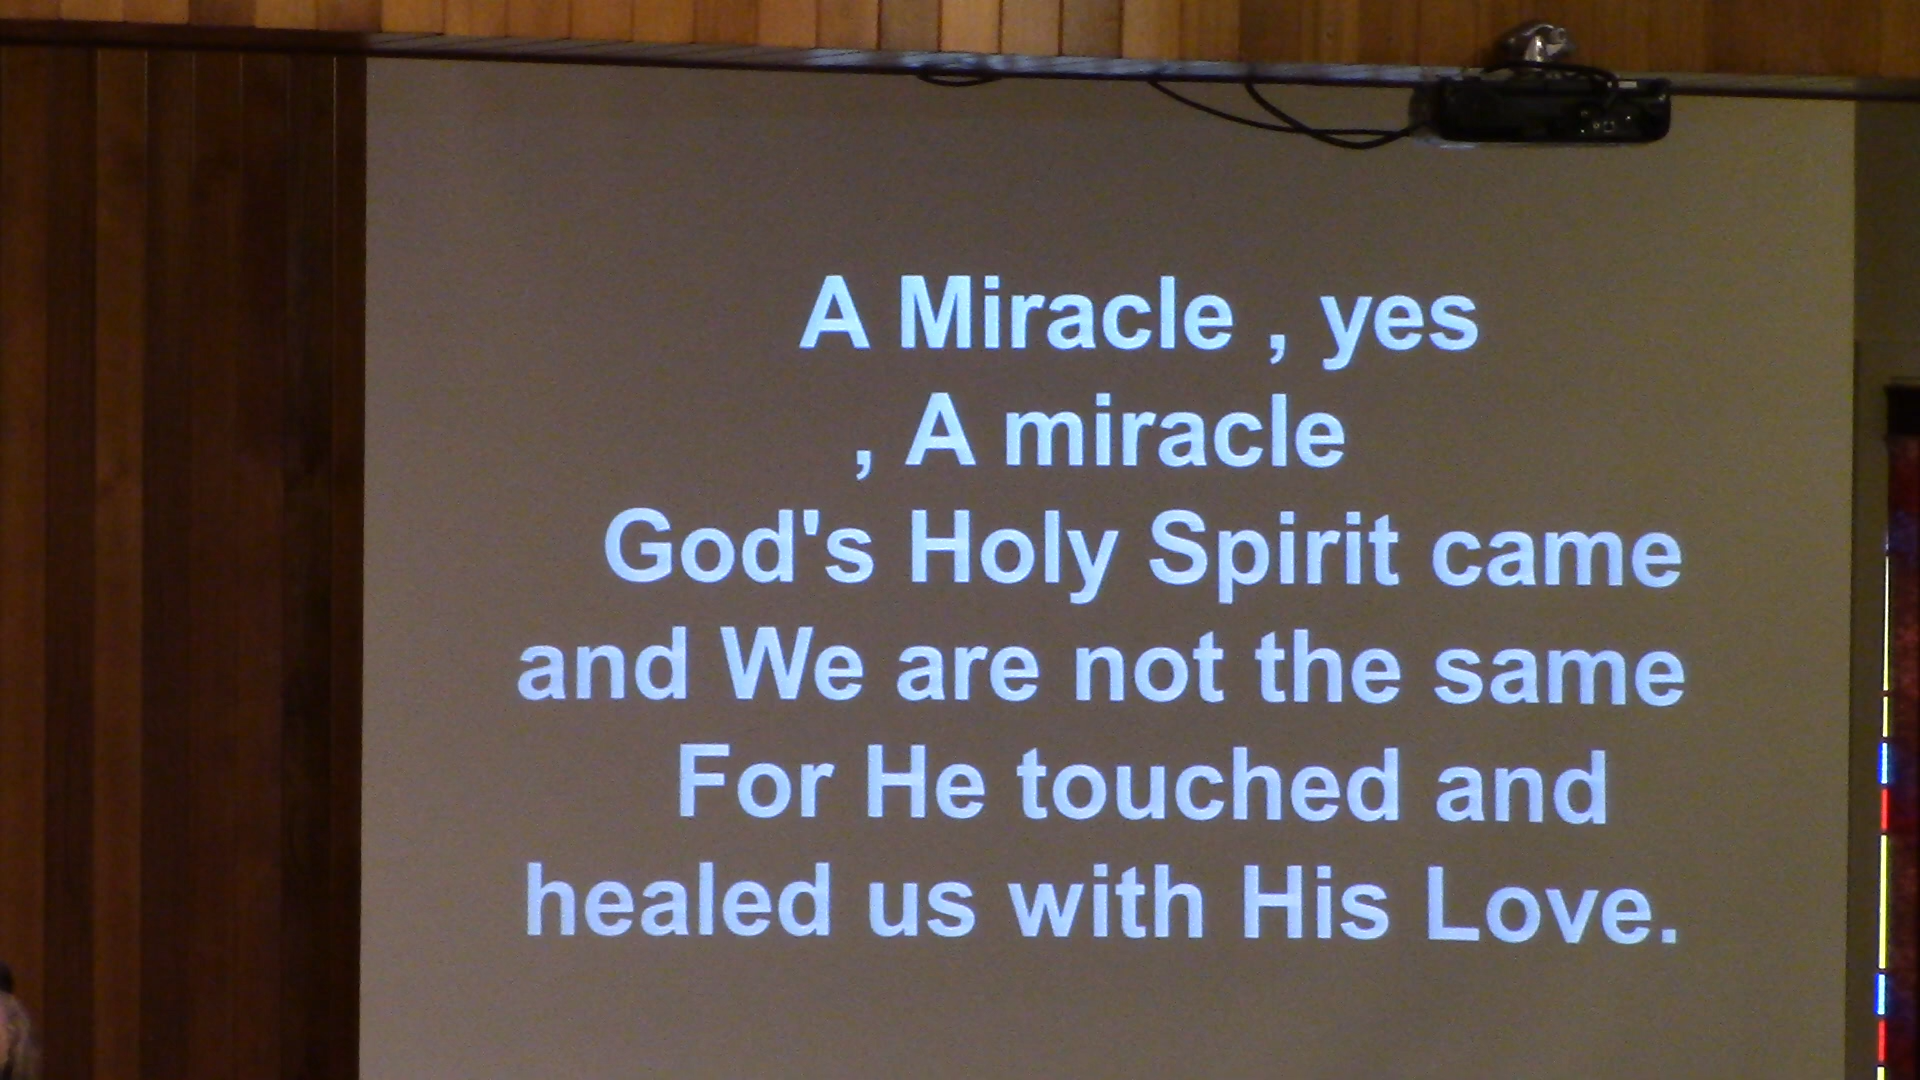 A Miracle , yes
, A miracle
God's Holy Spirit came
and We are not the same
For He touched and
healed us with His Love.